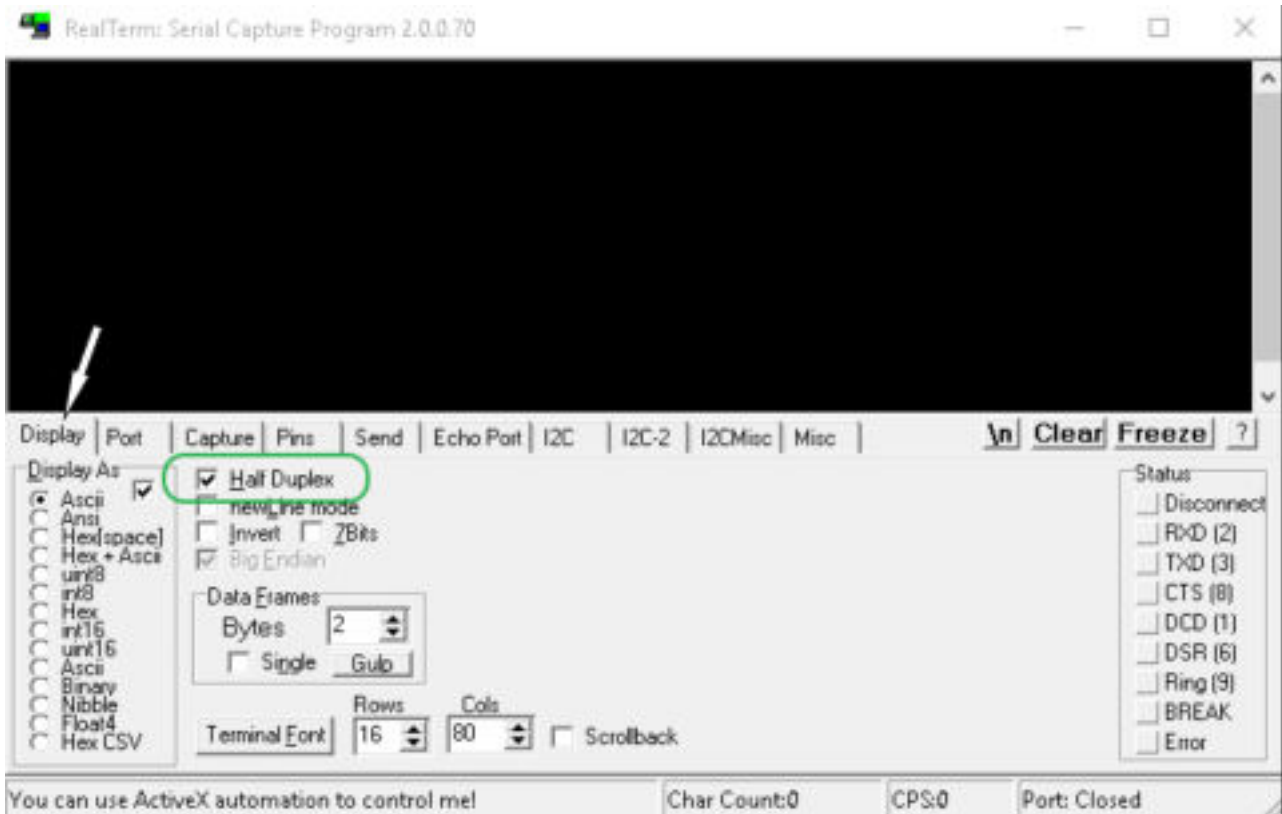 RealTerm: Serial Capture Program 2.0.0.70
Display Port Capture Pins Send Echo Port I2C I2C-2 I2CMisc Misc \n Clear Freeze ?
Display As
Ascii
Ansi
Hex[space]
Hex + Ascii
uint8
int8
Hex
int16
uint16
Ascii
Binary
Nibble
Float4
Hex CSV
Half Duplex
newLine mode
Invert 7Bits
Big Endian
Data Frames
Bytes 2
Single Gulp
Rows Cols
Terminal Font 16 80 Scrollback
Status
Disconnect
RXD (2)
TXD (3)
CTS (8)
DCD (1)
DSR (6)
Ring (9)
BREAK
Error
You can use ActiveX automation to control me! Char Count:0 CPS:0 Port: Closed